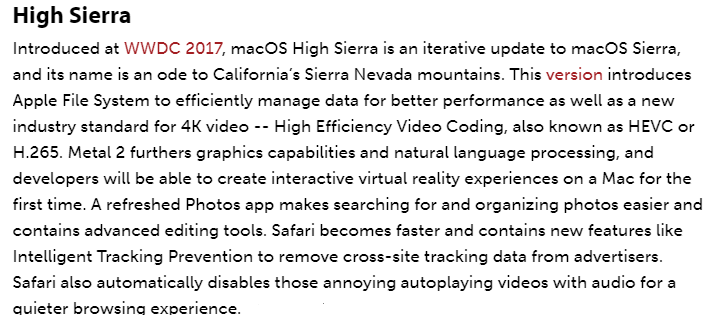 High Sierra
Introduced at WWDC 2017, macOS High Sierra is an iterative update to macOS Sierra,
and its name is an ode to California's Sierra Nevada mountains. This version introduces
Apple File System to efficiently manage data for better performance as well as a new
industry standard for 4K video -- High Efficiency Video Coding, also known as HEVC or
H.265. Metal 2 furthers graphics capabilities and natural language processing, and
developers will be able to create interactive virtual reality experiences on a Mac for the
first time. A refreshed Photos app makes searching for and organizing photos easier and
contains advanced editing tools. Safari becomes faster and contains new features like
Intelligent Tracking Prevention to remove cross-site tracking data from advertisers.
Safari also automatically disables those annoying autoplaying videos with audio for a
quieter browsing experience.